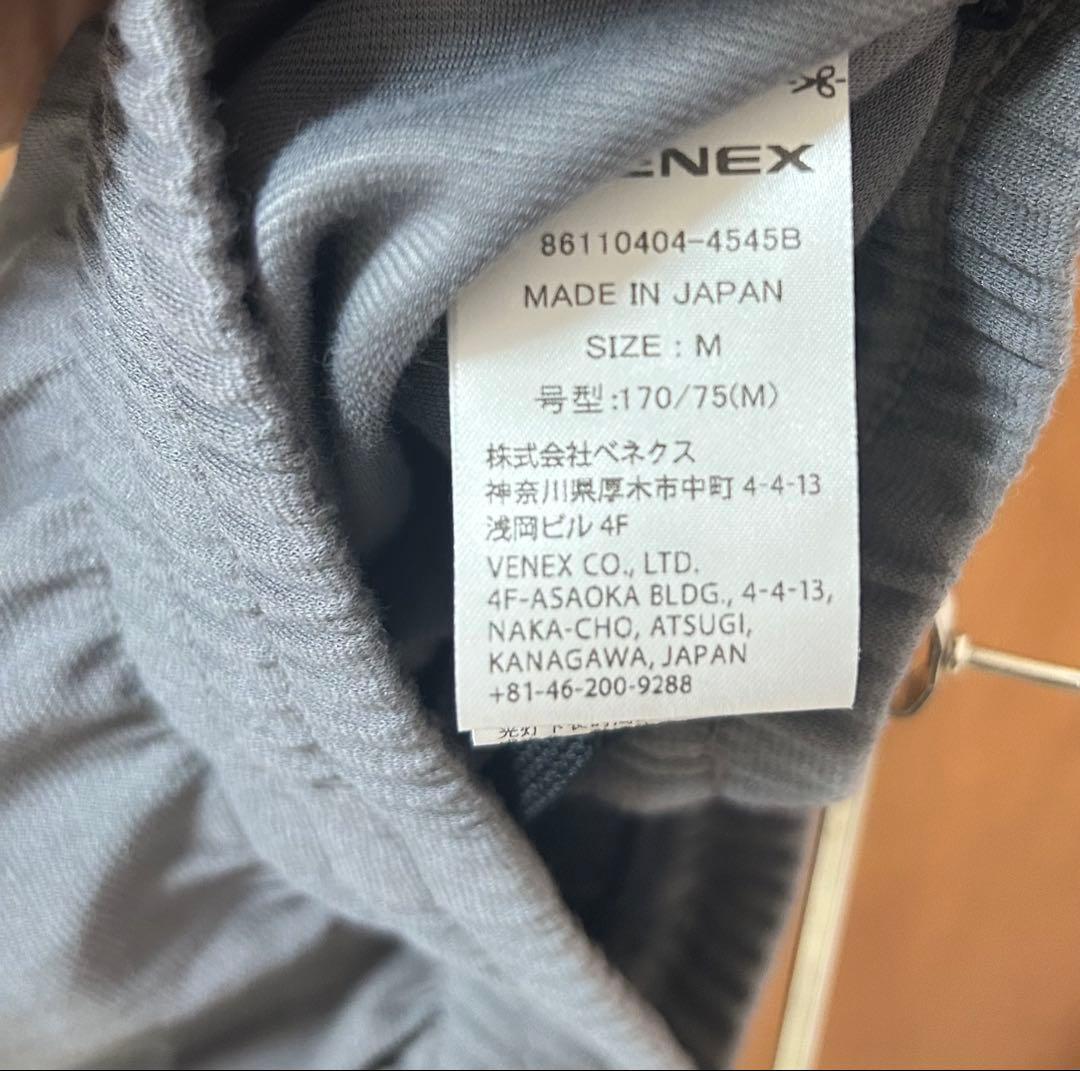 VENEX
86110404-4545B
MADE IN JAPAN
SIZE : M
号型:170/75(M)
株式会社ベネクス
神奈川県厚木市中町 4-4-13
浅岡ビル 4F
VENEX CO., LTD.
4F-ASAOKA BLDG., 4-4-13,
NAKA-CHO, ATSUGI,
KANAGAWA, JAPAN
+81-46-200-9288